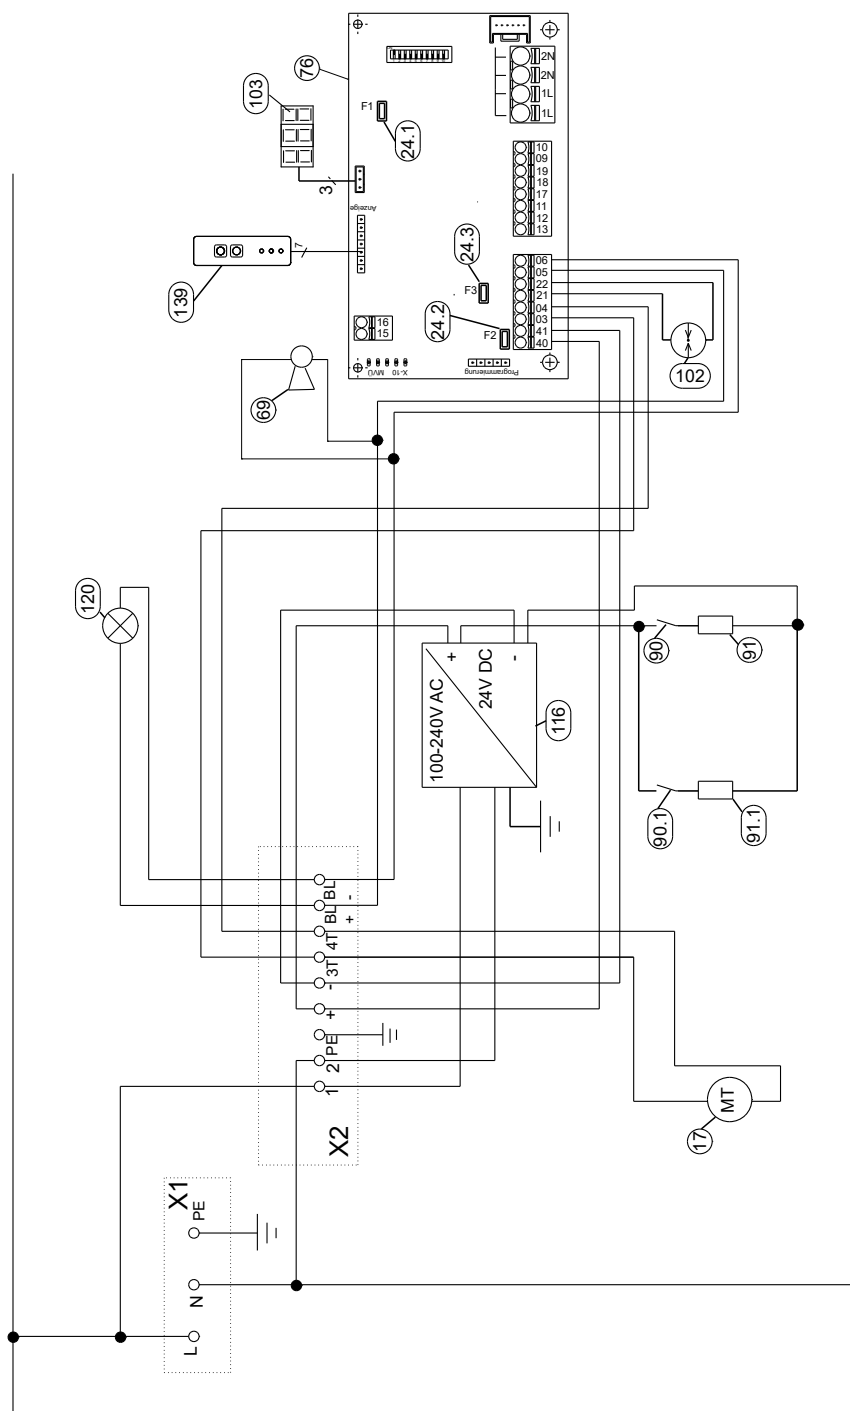 76
103
F1
24.1
3
Anzeige
7
139
2N
2N
1L
1L
10
09
19
18
17
11
12
13
24.3
F3
24.2
F2
06
05
22
21
04
03
41
40
16
15
MVÜ
X-10
Programmierung
102
69
120
100-240V AC
24V DC
+
-
116
90
91
90.1
91.1
BL
-
BL
+
4T
3T
-
+
PE
2
1
X2
MT
17
X1
PE
N
L